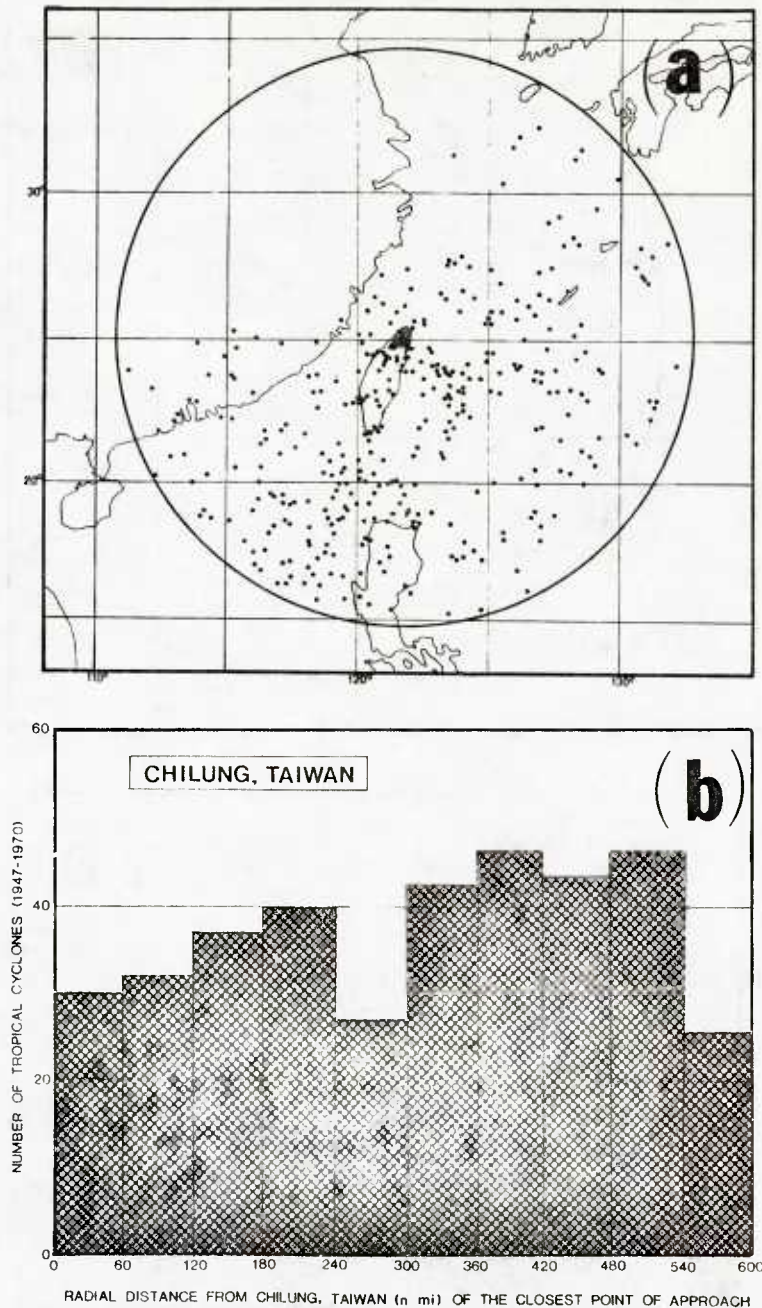 (a)
30°
20°
110° 120° 130°
60
CHILUNG, TAIWAN
(b)
NUMBER OF TROPICAL CYCLONES (1947-1970)
40
20
0
0 60 120 180 240 300 360 420 480 540 600
RADIAL DISTANCE FROM CHILUNG, TAIWAN (n mi) OF THE CLOSEST POINT OF APPROACH